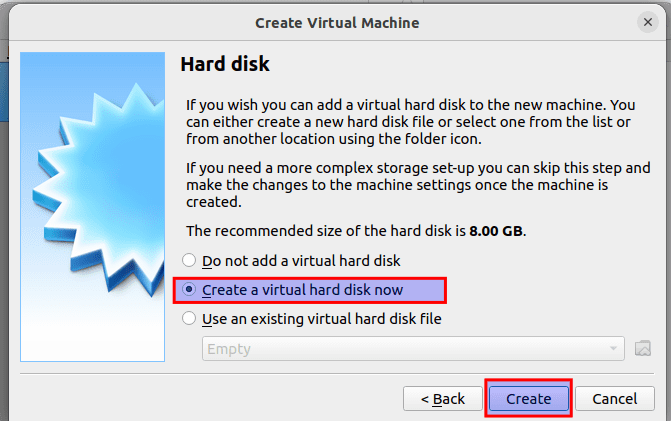 Create Virtual Machine
Hard disk
If you wish you can add a virtual hard disk to the new machine. You
can either create a new hard disk file or select one from the list or
from another location using the folder icon.
If you need a more complex storage set-up you can skip this step and
make the changes to the machine settings once the machine is
created.
The recommended size of the hard disk is 8.00 GB.
Do not add a virtual hard disk
Create a virtual hard disk now
Use an existing virtual hard disk file
Empty
< Back
Create
Cancel